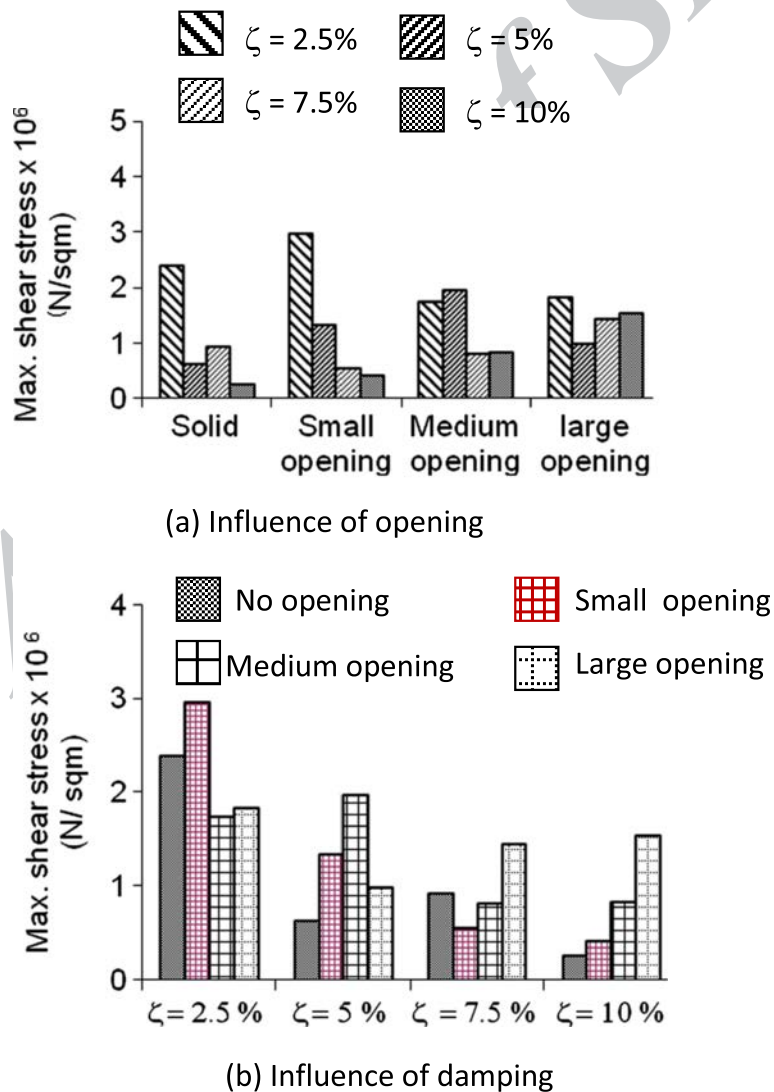 ζ = 2.5%
ζ = 5%
ζ = 7.5%
ζ = 10%
Max. shear stress x 10⁶
(N/sqm)
5
4
3
2
1
0
Solid
Small
opening
Medium
opening
large
opening
(a) Influence of opening
No opening
Small opening
Medium opening
Large opening
Max. shear stress x 10⁶
(N/ sqm)
4
3
2
1
0
ζ= 2.5 %
ζ= 5 %
ζ = 7.5 %
ζ= 10 %
(b) Influence of damping